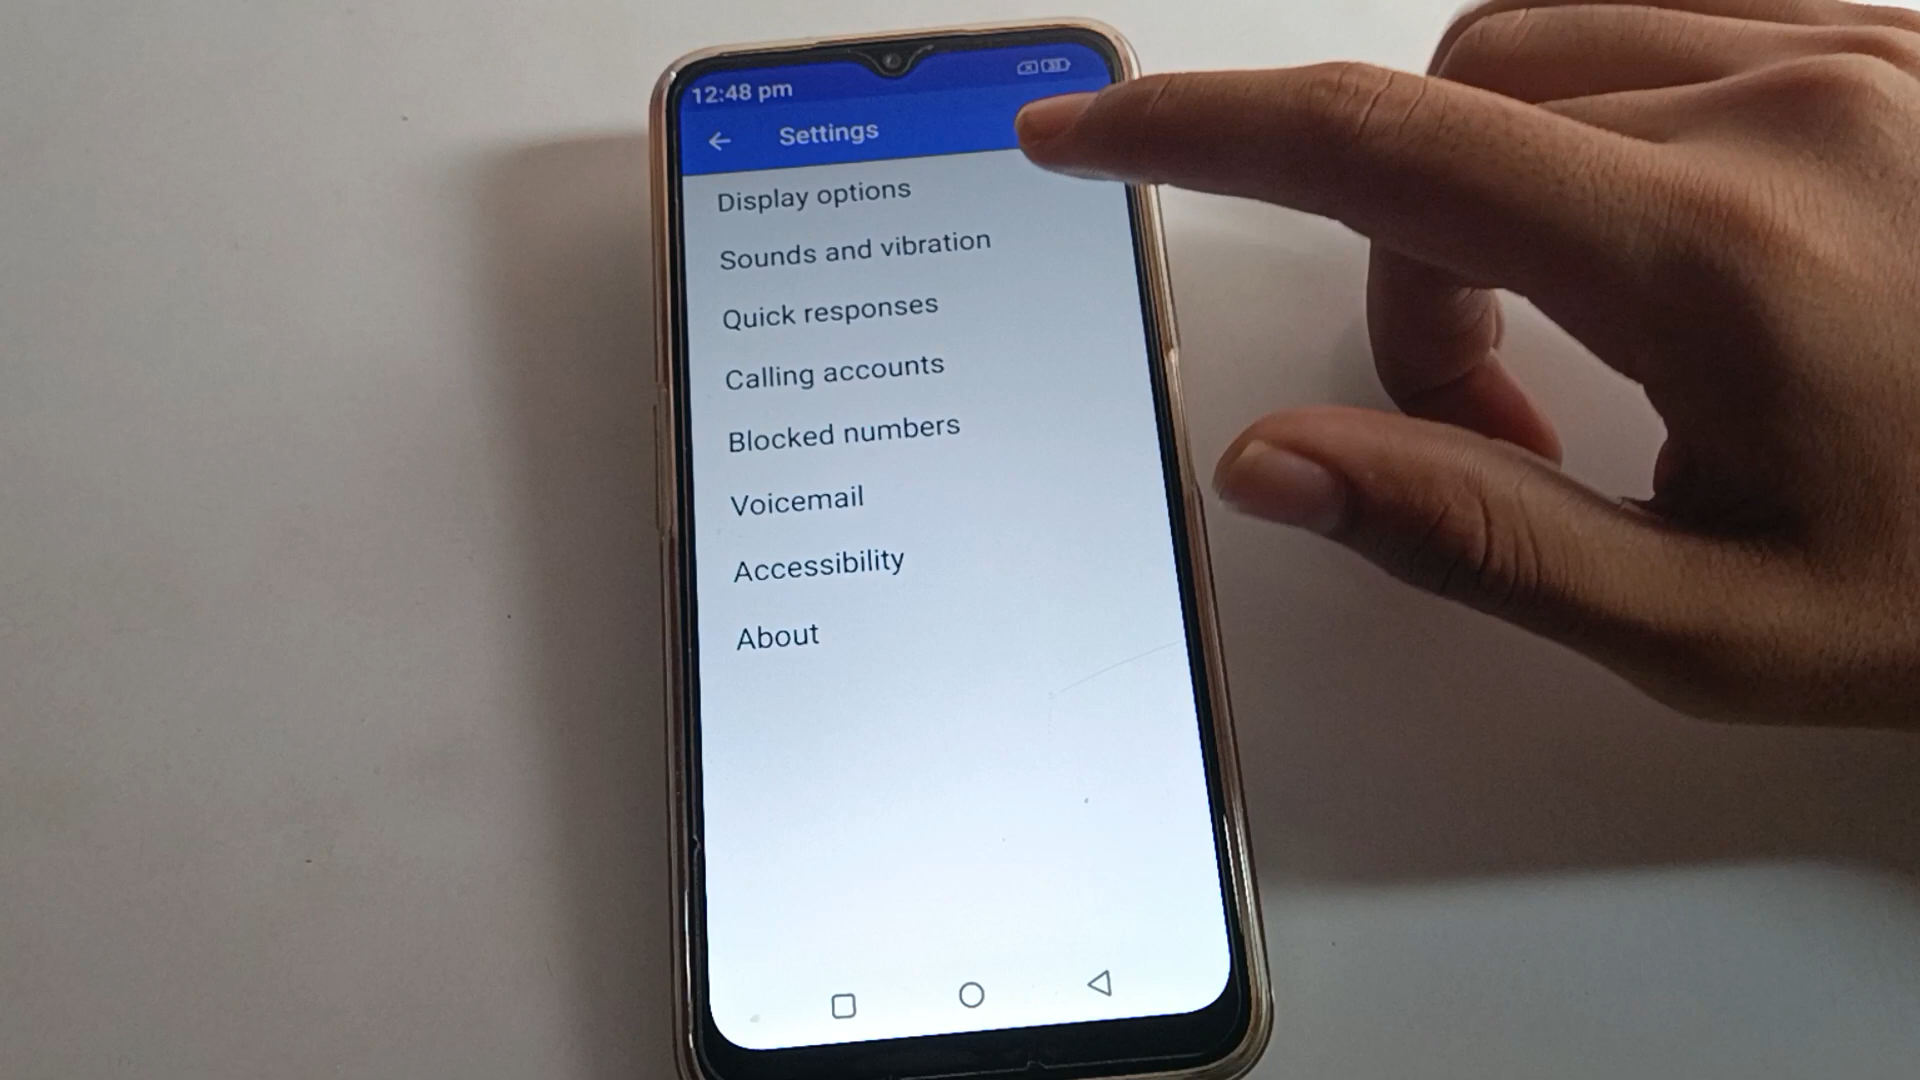 12:48 pm
Settings
Display options
Sounds and vibration
Quick responses
Calling accounts
Blocked numbers
Voicemail
Accessibility
About